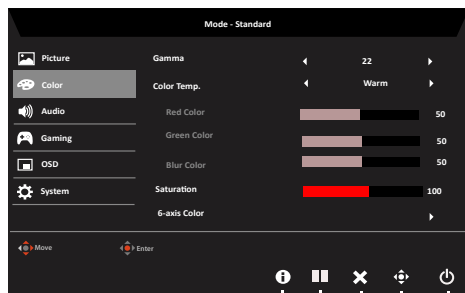 Mode - Standard
Picture
Gamma 22
Color
Color Temp. Warm
Audio
Red Color 50
Gaming
Green Color 50
OSD
Blur Color 50
System
Saturation 100
6-axis Color
Move Enter